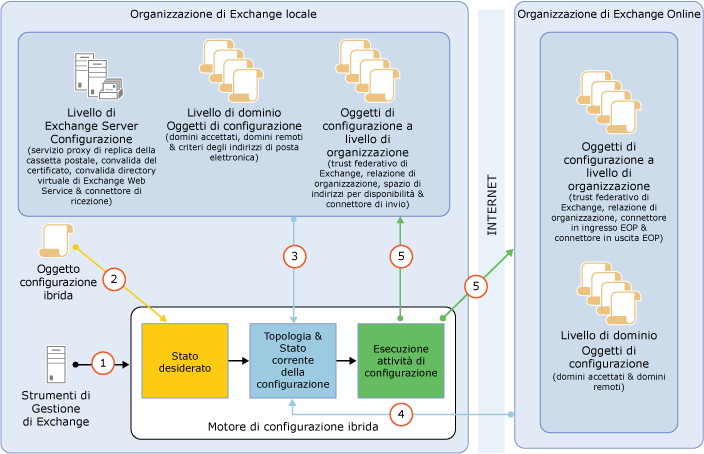 Organizzazione di Exchange locale
Livello di
Exchange Server
Configurazione
(servizio proxy di replica della
cassetta postale, convalida del
certificato, convalida directory
virtuale di Exchange Web
Service & connettore di
ricezione)
Livello di dominio
Oggetti di configurazione
(domini accettati, domini remoti
& criteri degli indirizzi di posta
elettronica)
Oggetti di
configurazione a
livello di
organizzazione
(trust federativo di
Exchange, relazione di
organizzazione, spazio di
indirizzi per disponibilità &
connettore di invio)
Oggetto
configurazione
ibrida
2
3
5
1
Strumenti di
Gestione
di Exchange
Stato
desiderato
Topologia &
Stato
corrente
della
configurazione
Esecuzione
attività di
configurazione
4
Motore di configurazione ibrida
INTERNET
5
Organizzazione di Exchange Online
Oggetti di
configurazione a
livello di
organizzazione
(trust federativo di
Exchange, relazione di
organizzazione, connettore
in ingresso EOP &
connettore in uscita EOP)
Livello di dominio
Oggetti di
configurazione
(domini accettati & domini
remoti)